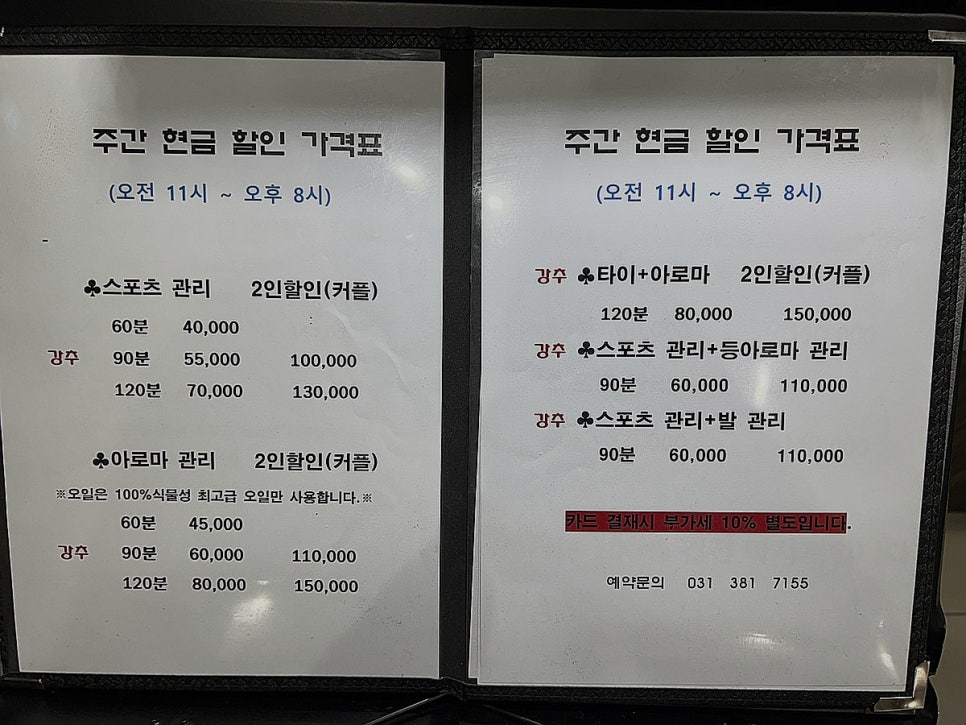 주간 현금 할인 가격표
(오전 11시 ~ 오후 8시)
♣스포츠 관리 2인할인(커플)
60분 40,000
강추 90분 55,000 100,000
120분 70,000 130,000
♣아로마 관리 2인할인(커플)
※오일은 100%식물성 최고급 오일만 사용합니다.※
60분 45,000
강추 90분 60,000 110,000
120분 80,000 150,000
주간 현금 할인 가격표
(오전 11시 ~ 오후 8시)
강추 ♣타이+아로마 2인할인(커플)
120분 80,000 150,000
강추 ♣스포츠 관리+등아로마 관리
90분 60,000 110,000
강추 ♣스포츠 관리+발 관리
90분 60,000 110,000
카드 결재시 부가세 10% 별도입니다.
예약문의 031 381 7155